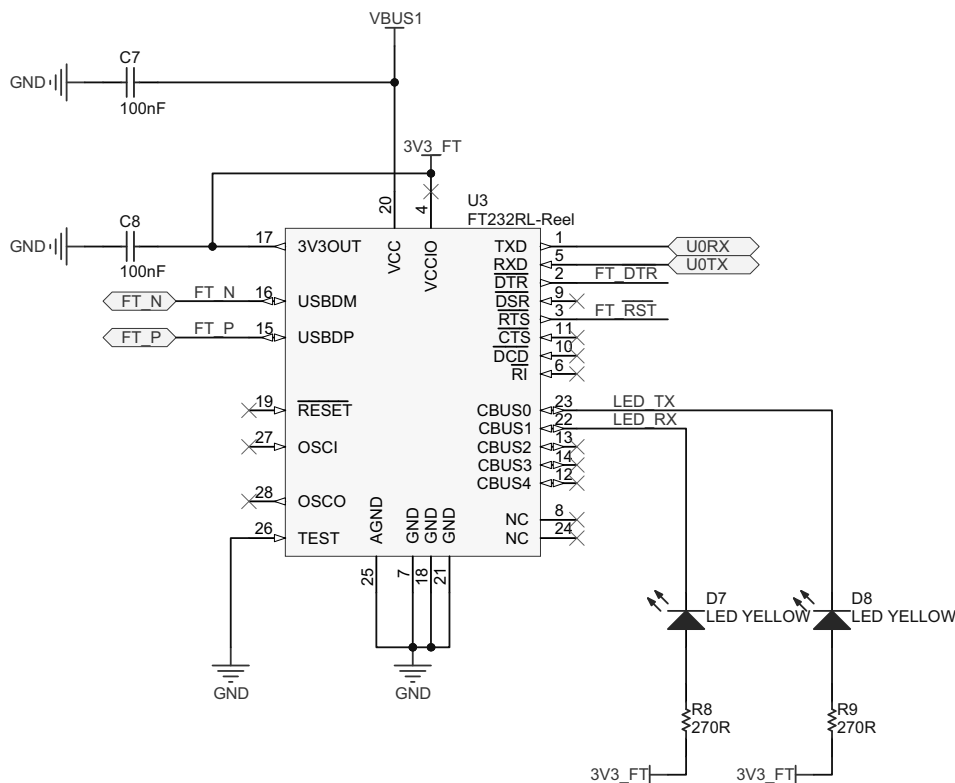 VBUS1
C7
GND
100nF
3V3_FT
U3
FT232RL-Reel
20
4
C8
GND
100nF
17
3V3OUT
VCC
VCCIO
TXD
1
U0RX
RXD
5
U0TX
DTR
2
FT_DTR
FT_N
FT_N
16
USBDM
DSR
9
RTS
3
FT_RST
FT_P
FT_P
15
USBDP
CTS
11
DCD
10
RI
6
19
RESET
CBUS0
23
LED_TX
CBUS1
22
LED_RX
27
OSCI
CBUS2
13
CBUS3
14
CBUS4
12
28
OSCO
NC
8
26
TEST
NC
24
AGND
GND
GND
GND
25
7
18
21
D7
LED YELLOW
D8
LED YELLOW
GND
GND
R8
270R
R9
270R
3V3_FT
3V3_FT